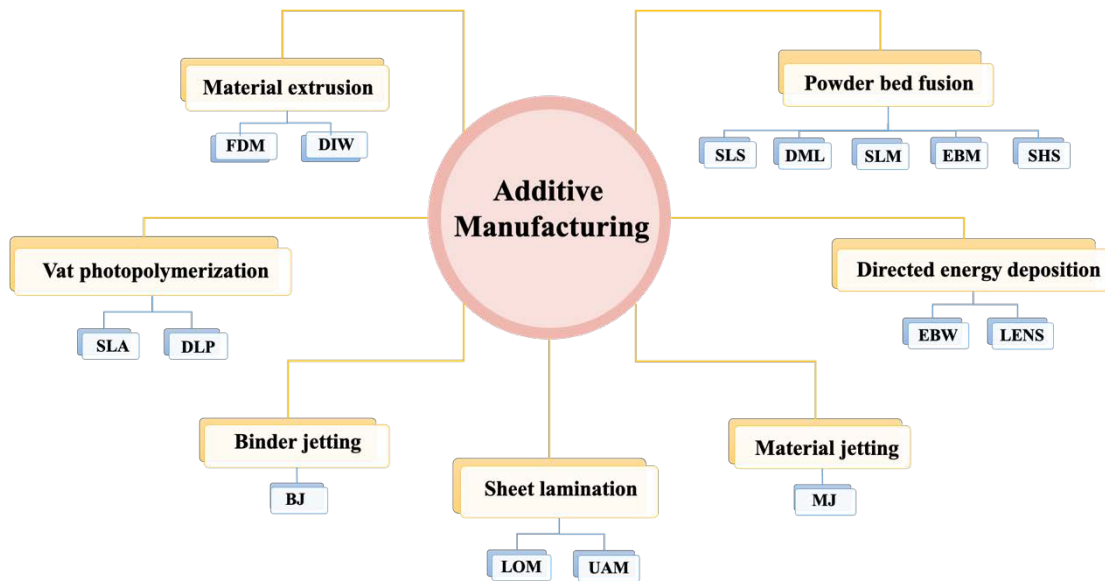 Material extrusion
FDM
DIW
Powder bed fusion
SLS
DML
SLM
EBM
SHS
Additive
Manufacturing
Vat photopolymerization
SLA
DLP
Directed energy deposition
EBW
LENS
Binder jetting
BJ
Sheet lamination
LOM
UAM
Material jetting
MJ